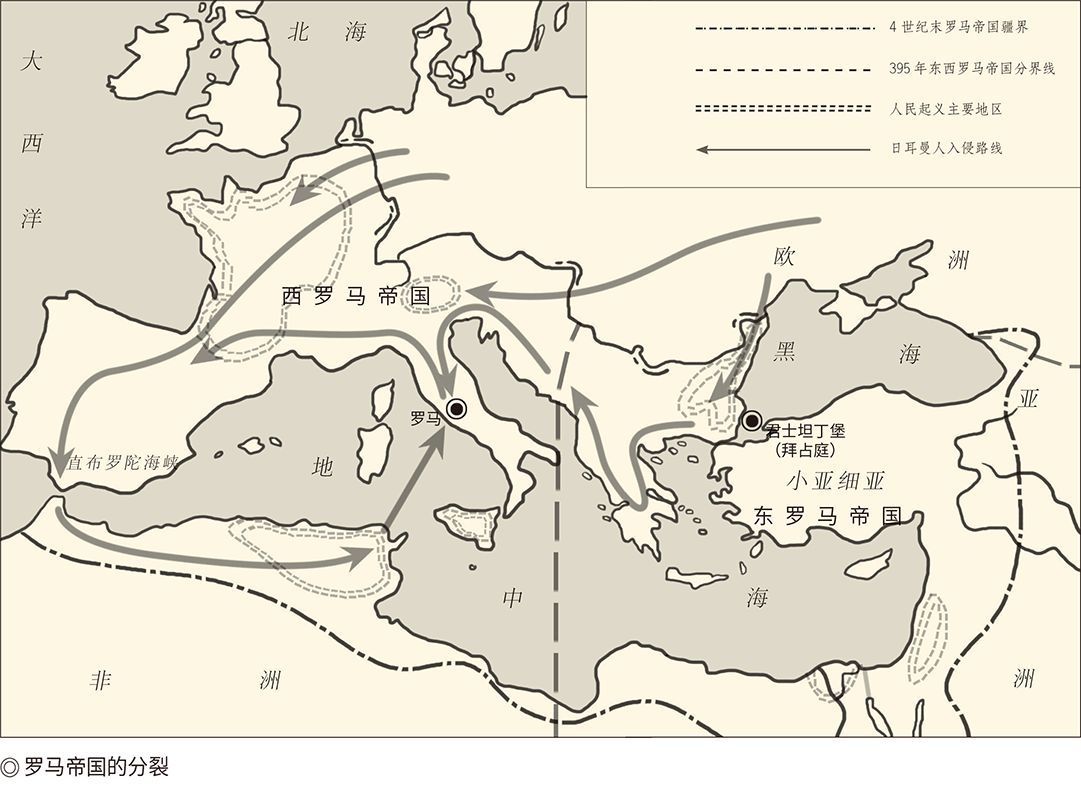 大西洋
北海
4世纪末罗马帝国疆界
395年东西罗马帝国分界线
人民起义主要地区
日耳曼人入侵路线
欧洲
西罗马帝国
黑海
亚洲
罗马
君士坦丁堡
(拜占庭)
直布罗陀海峡
地中海
小亚细亚
东罗马帝国
非洲
◎ 罗马帝国的分裂